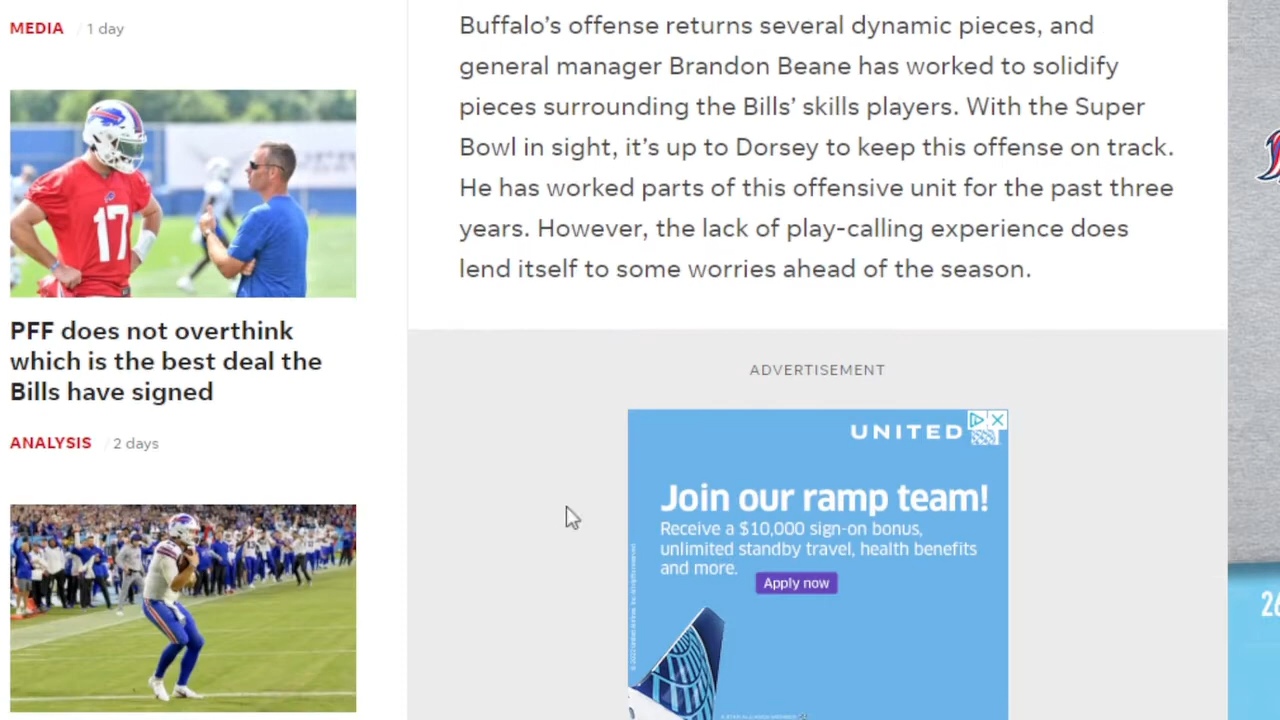 MEDIA / 1 day
PFF does not overthink
which is the best deal the
Bills have signed
ANALYSIS / 2 days
Buffalo’s offense returns several dynamic pieces, and
general manager Brandon Beane has worked to solidify
pieces surrounding the Bills’ skills players. With the Super
Bowl in sight, it’s up to Dorsey to keep this offense on track.
He has worked parts of this offensive unit for the past three
years. However, the lack of play-calling experience does
lend itself to some worries ahead of the season.
ADVERTISEMENT
UNITED
Join our ramp team!
Receive a $10,000 sign-on bonus,
unlimited standby travel, health benefits
and more.
Apply now
17
26